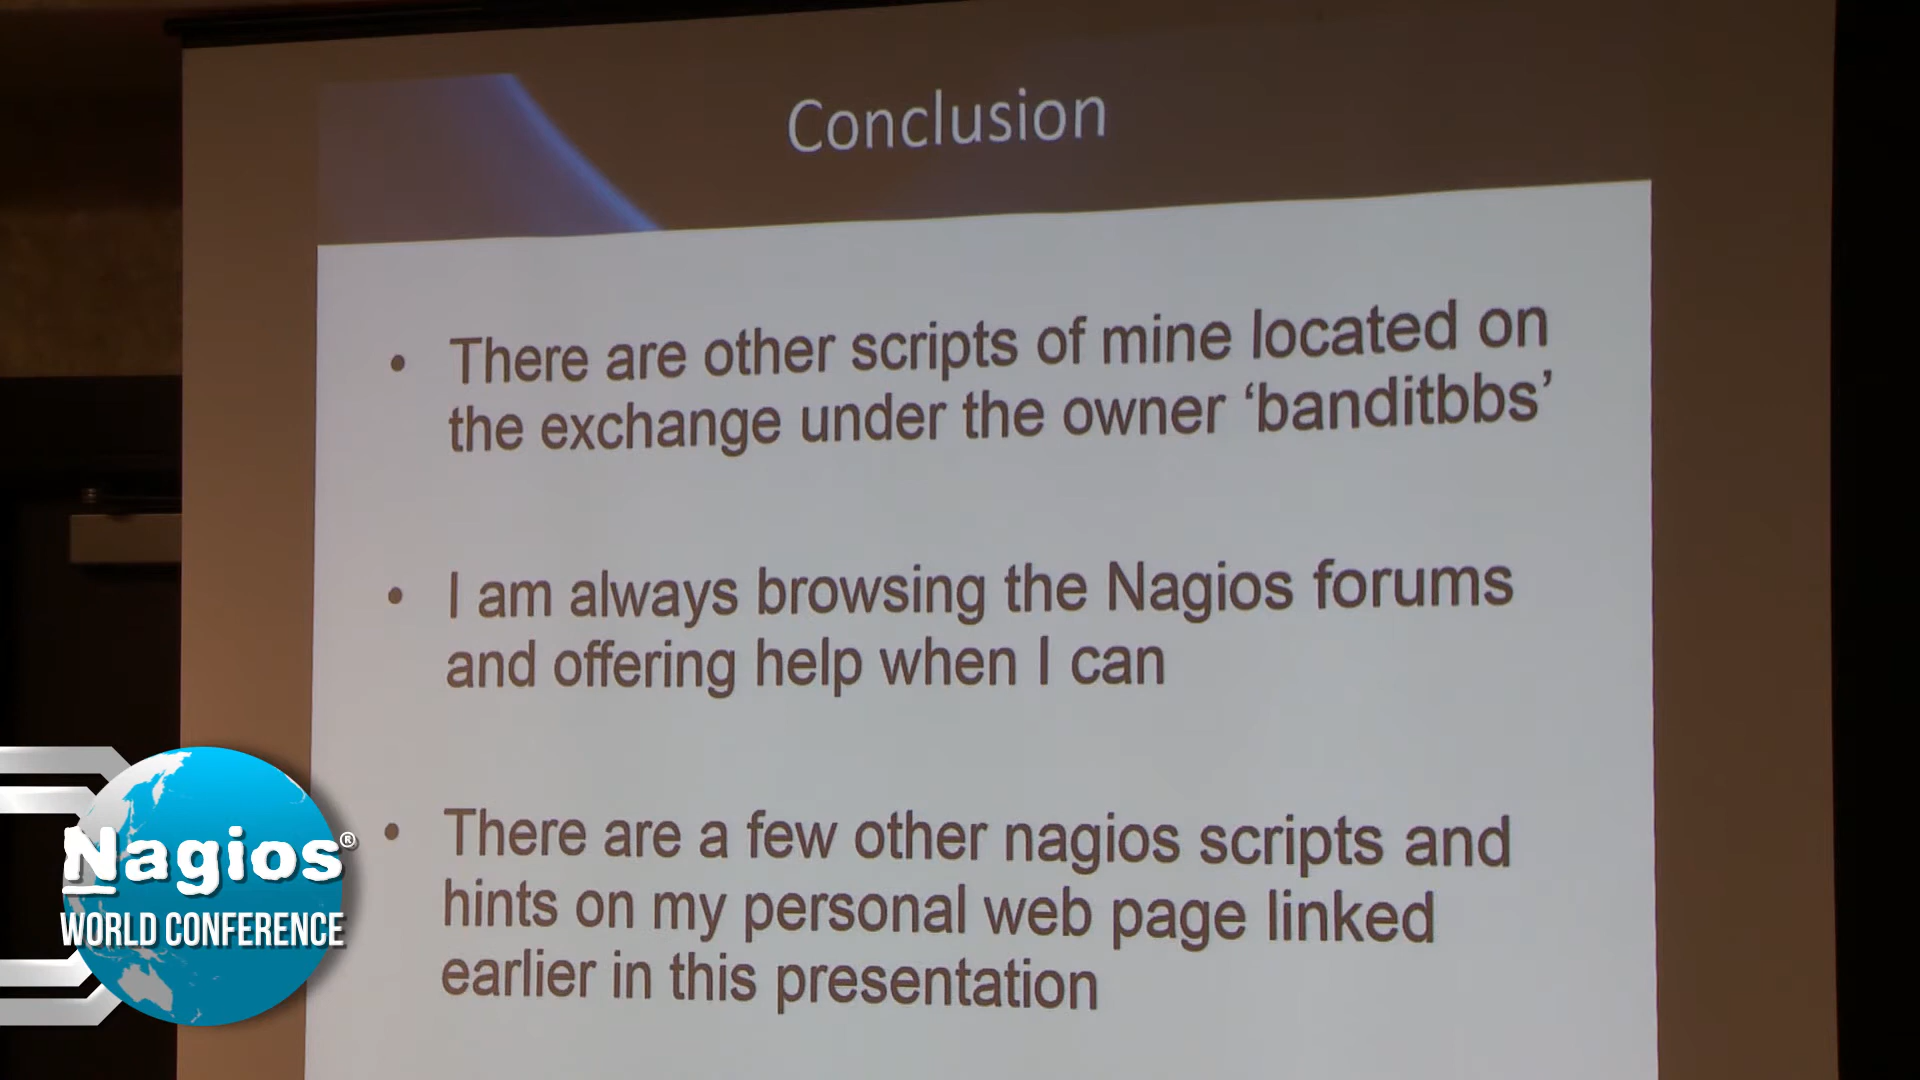 Conclusion
• There are other scripts of mine located on
the exchange under the owner ‘banditbbs’
• I am always browsing the Nagios forums
and offering help when I can
• There are a few other nagios scripts and
hints on my personal web page linked
earlier in this presentation
Nagios®
WORLD CONFERENCE